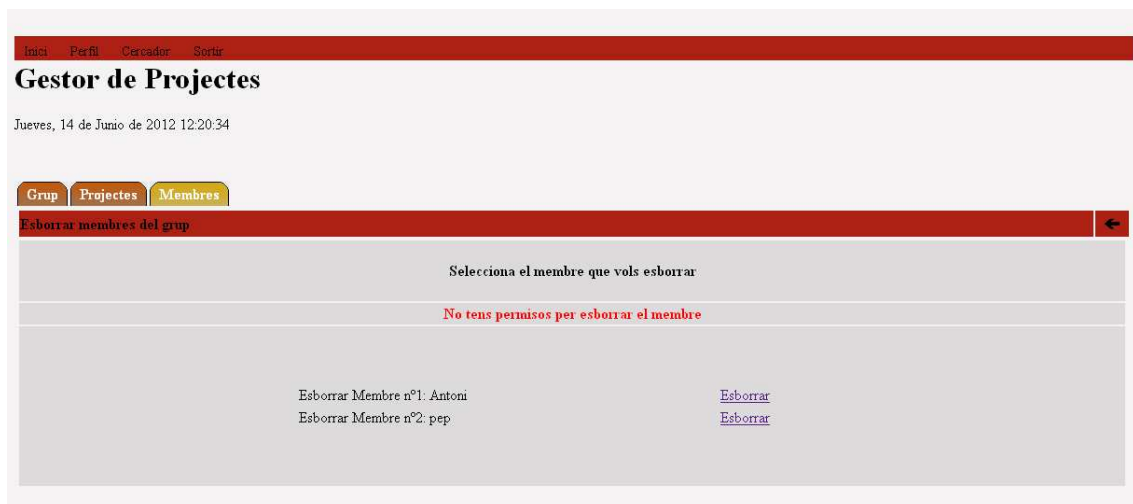 Inici Perfil Cercador Sortir
Gestor de Projectes
Jueves, 14 de Junio de 2012 12:20:34
Grup Projectes Membres
Esborrar membres del grup
Selecciona el membre que vols esborrar
No tens permisos per esborrar el membre
Esborrar Membre nº1: Antoni Esborrar
Esborrar Membre nº2: pep Esborrar